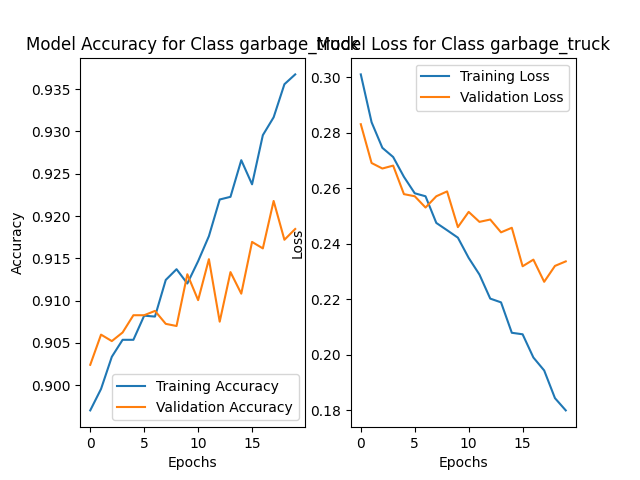 Model Accuracy for Class garbage_truck
Accuracy
0.935
0.930
0.925
0.920
0.915
0.910
0.905
0.900
Training Accuracy
Validation Accuracy
0 5 10 15
Epochs
Model Loss for Class garbage_truck
Loss
0.30
0.28
0.26
0.24
0.22
0.20
0.18
Training Loss
Validation Loss
0 5 10 15
Epochs